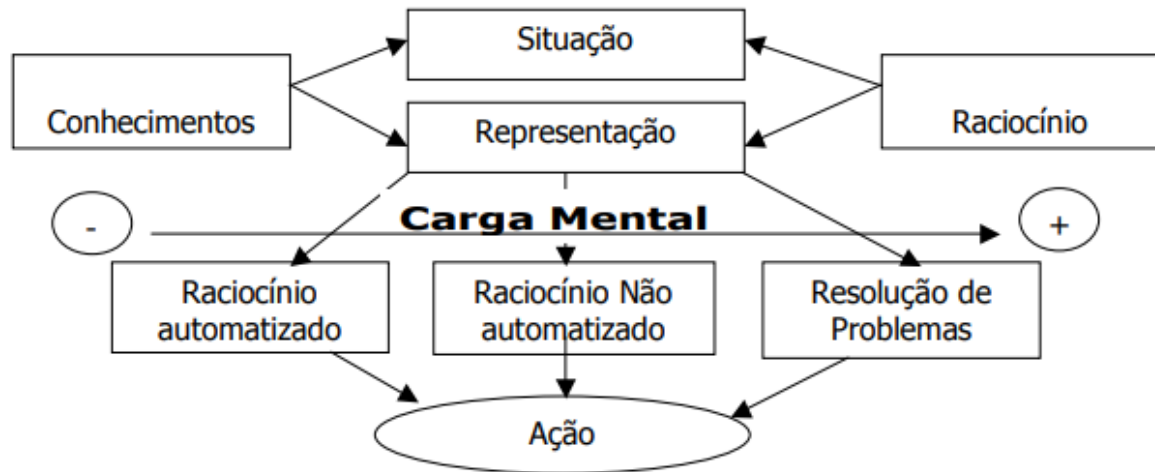 Situação
Conhecimentos
Raciocínio
Representação
-
Carga Mental
+
Raciocínio
automatizado
Raciocínio Não
automatizado
Resolução de
Problemas
Ação